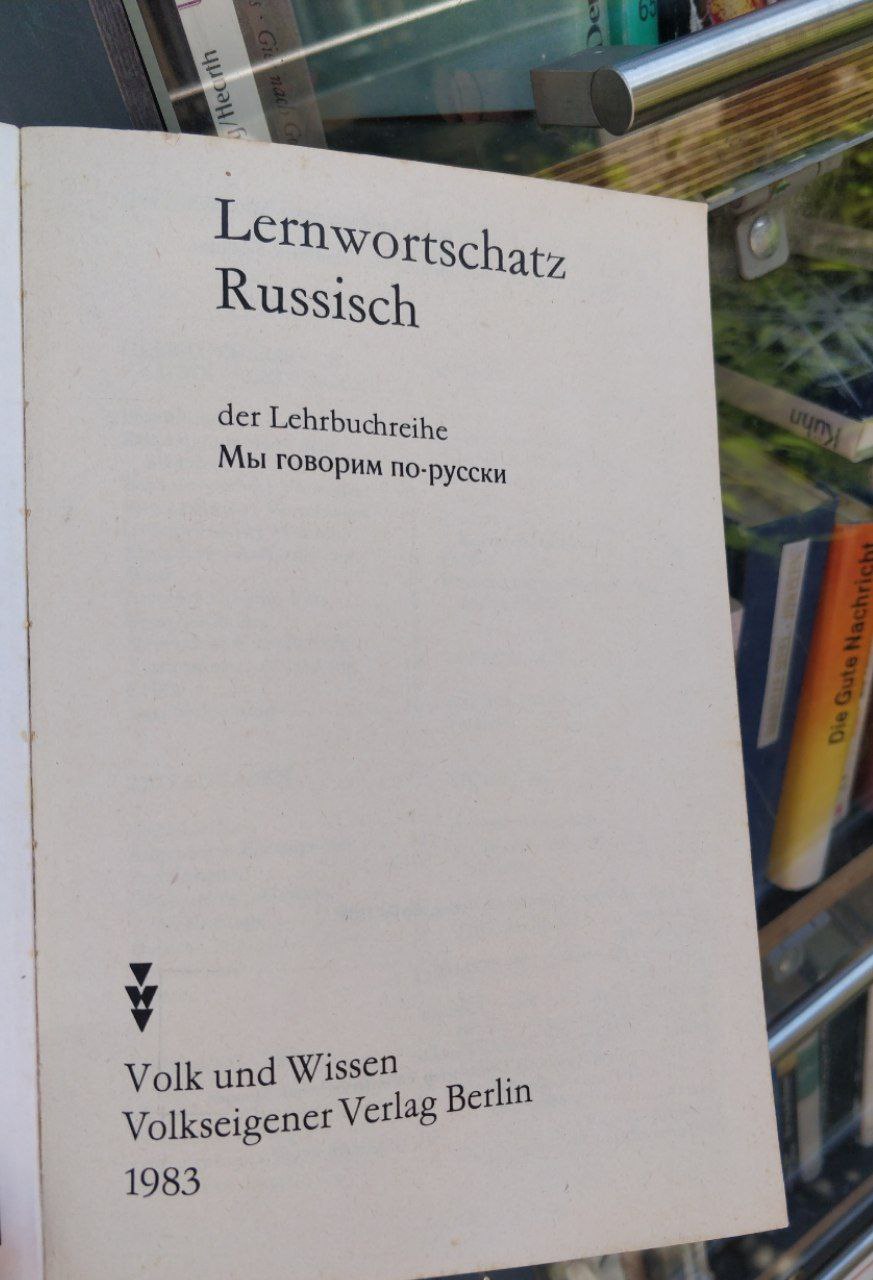 y/Hearth
Lernwortschatz
Russisch
der Lehrbuchreihe
Мы говорим по-русски
Volk und Wissen
Volkseigener Verlag Berlin
1983
Kuhn
Die Gute Nachricht